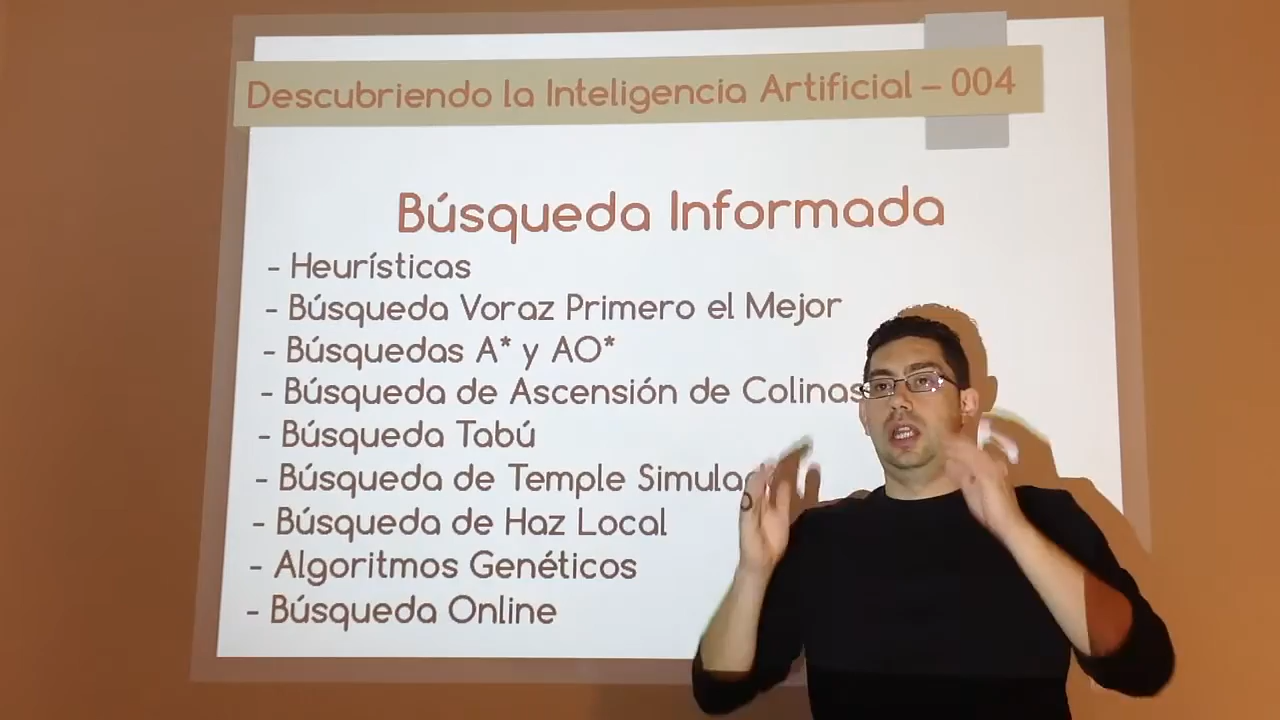 Descubriendo la Inteligencia Artificial – 004
Búsqueda Informada
- Heurísticas
- Búsqueda Voraz Primero el Mejor
- Búsquedas A* y AO*
- Búsqueda de Ascensión de Colinas
- Búsqueda Tabú
- Búsqueda de Temple
- Búsqueda de Haz Local
- Algoritmos Genéticos
- Búsqueda Online